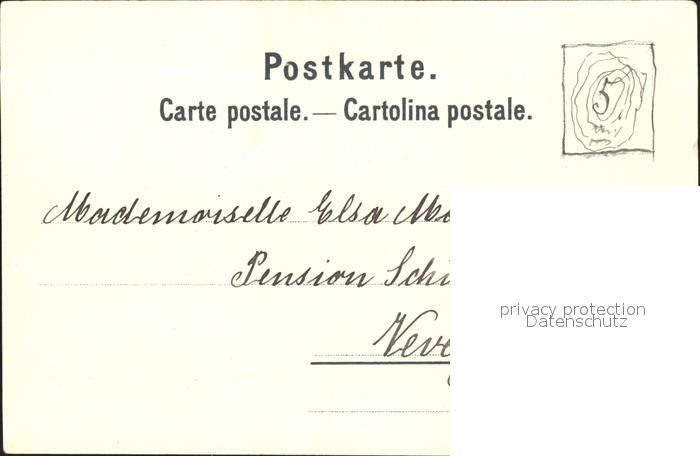 Postkarte.
Carte postale. — Cartolina postale.
5
Mademoiselle Elsa
Pension
privacy protection
Datenschutz